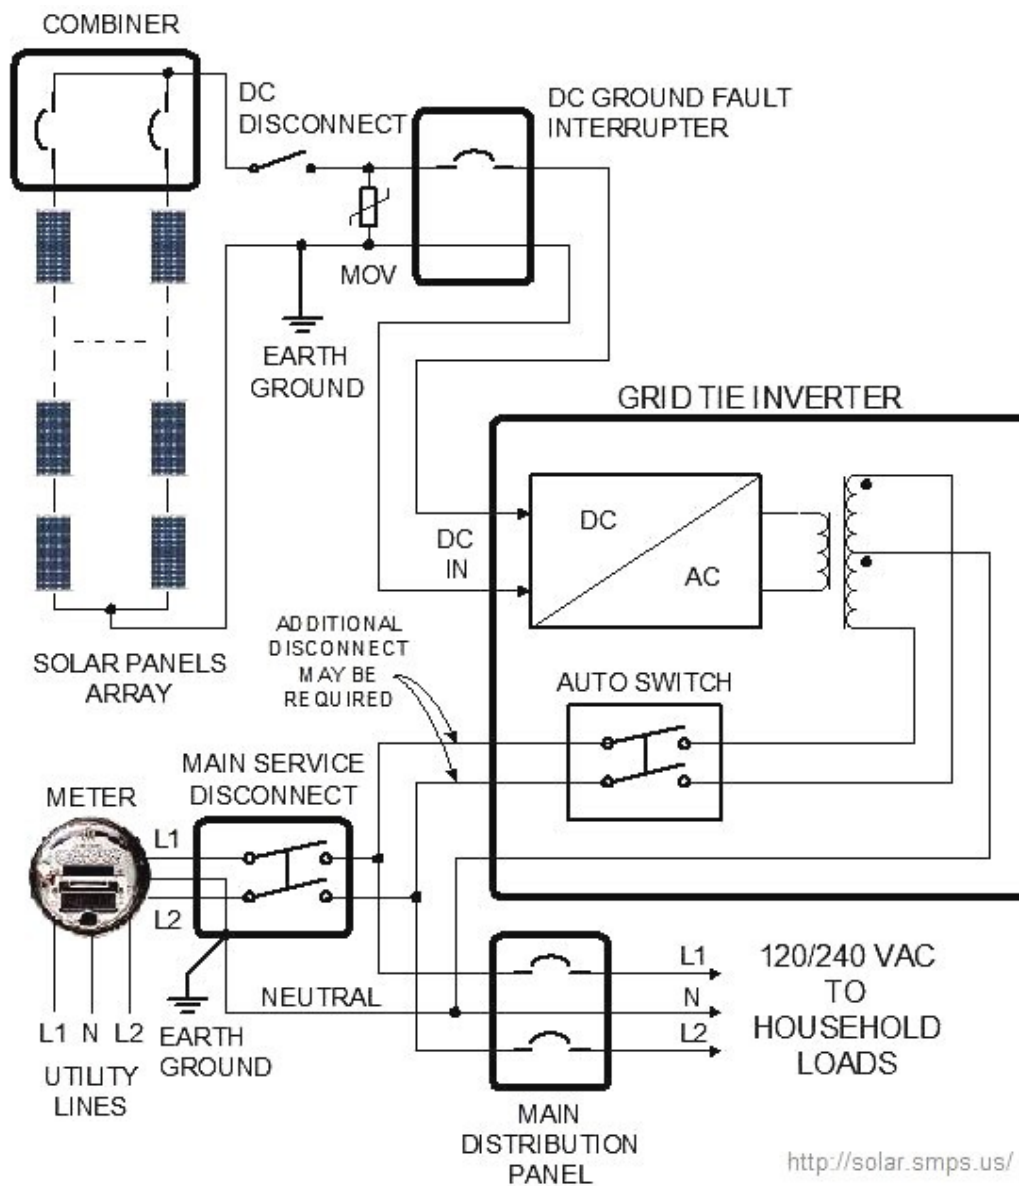 COMBINER
DC
DISCONNECT
DC GROUND FAULT
INTERRUPTER
MOV
EARTH
GROUND
GRID TIE INVERTER
DC
AC
DC
IN
ADDITIONAL
DISCONNECT
MAY BE
REQUIRED
SOLAR PANELS
ARRAY
AUTO SWITCH
MAIN SERVICE
DISCONNECT
METER
L1
L2
L1 N L2
UTILITY
LINES
EARTH
GROUND
NEUTRAL
L1
N
L2
120/240 VAC
TO
HOUSEHOLD
LOADS
MAIN
DISTRIBUTION
PANEL
http://solar.smps.us/